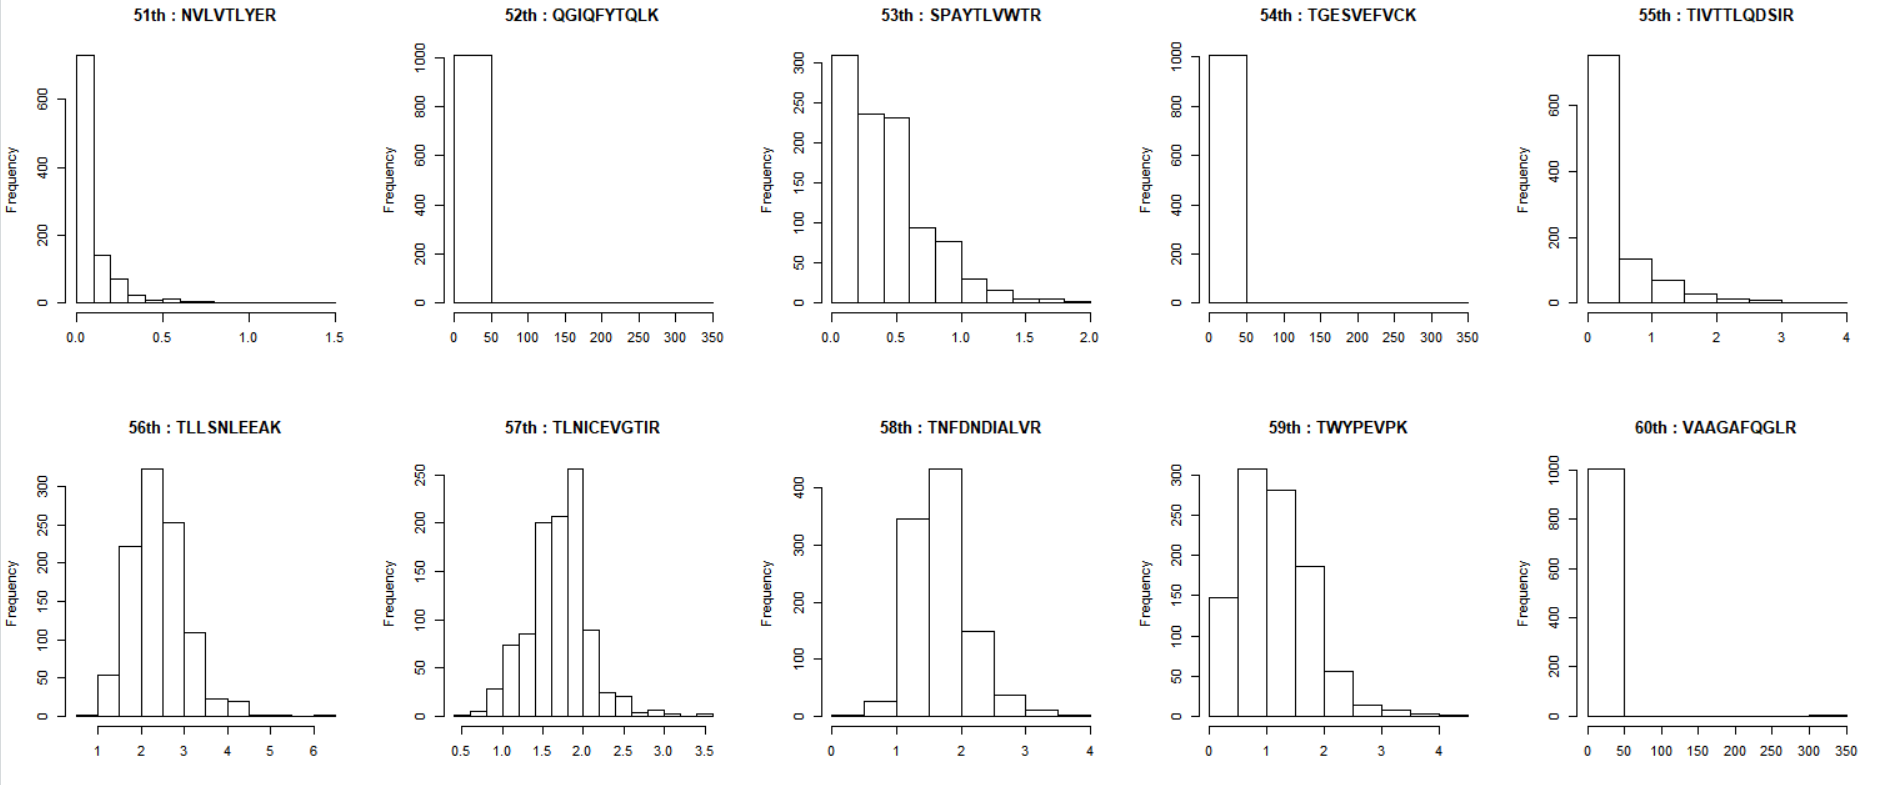 51th : NVLVTLYER
Frequency
0 200 400 600
0.0 0.5 1.0 1.5
52th : QGIQFYTQLK
Frequency
0 200 400 600 800 1000
0 50 100 150 200 250 300 350
53th : SPAYTLVWTR
Frequency
0 50 100 150 200 250 300
0.0 0.5 1.0 1.5 2.0
54th : TGESVEFVCK
Frequency
0 200 400 600 800 1000
0 50 100 150 200 250 300 350
55th : TIVTTLQDSIR
Frequency
0 200 400 600
0 1 2 3 4
56th : TLLSNLEEAK
Frequency
0 50 100 150 200 250 300
1 2 3 4 5 6
57th : TLNICEVGTIR
Frequency
0 50 100 150 200 250
0.5 1.0 1.5 2.0 2.5 3.0 3.5
58th : TNFDNDIALVR
Frequency
0 100 200 300 400
0 1 2 3 4
59th : TWYPEVPK
Frequency
0 50 100 150 200 250 300
0 1 2 3 4
60th : VAAGAFQGLR
Frequency
0 200 400 600 800 1000
0 50 100 150 200 250 300 350